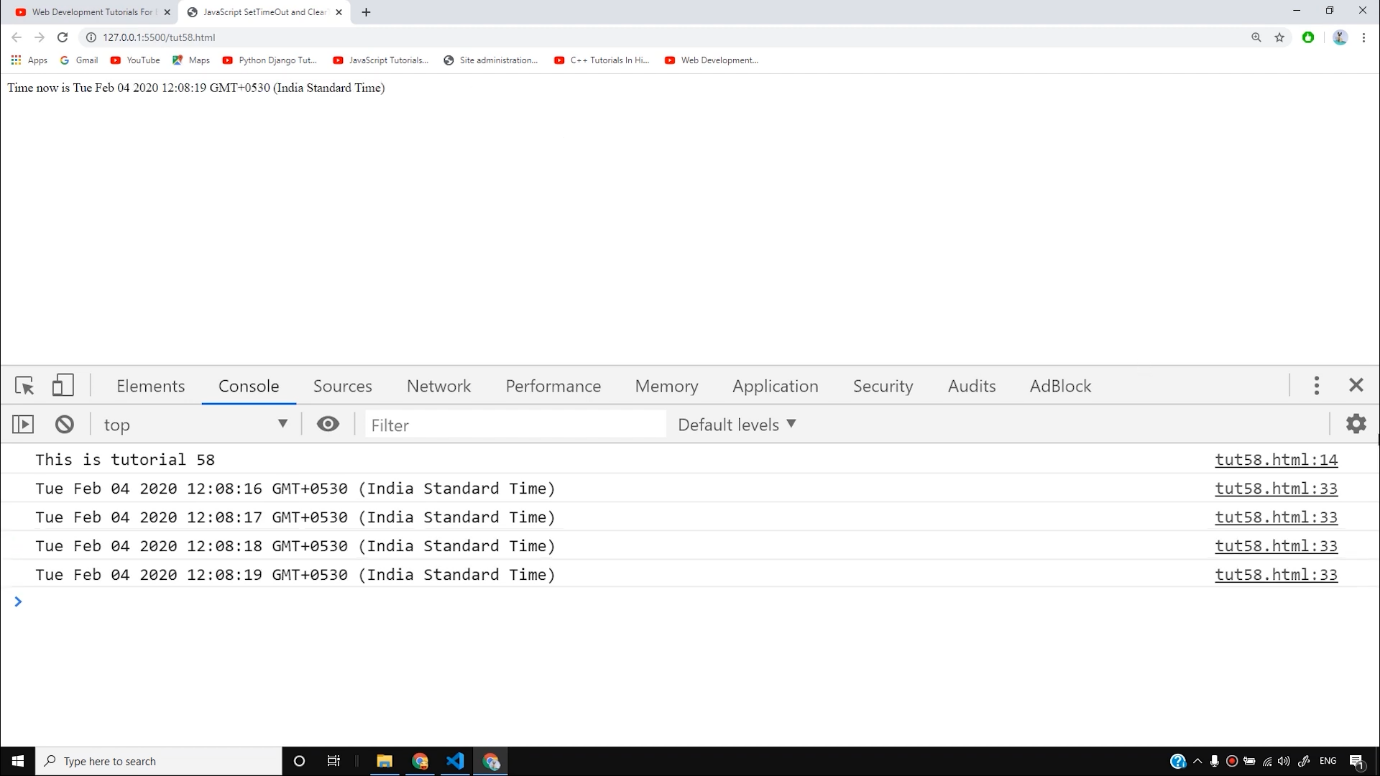 Web Development Tutorials For
JavaScript SetTimeOut and Clear
127.0.0.1:5500/tut58.html
Apps
Gmail
YouTube
Maps
Python Django Tut...
JavaScript Tutorials...
Site administration...
C++ Tutorials In Hi...
Web Development...
Time now is Tue Feb 04 2020 12:08:19 GMT+0530 (India Standard Time)
Elements
Console
Sources
Network
Performance
Memory
Application
Security
Audits
AdBlock
top
Filter
Default levels
This is tutorial 58 tut58.html:14
Tue Feb 04 2020 12:08:16 GMT+0530 (India Standard Time) tut58.html:33
Tue Feb 04 2020 12:08:17 GMT+0530 (India Standard Time) tut58.html:33
Tue Feb 04 2020 12:08:18 GMT+0530 (India Standard Time) tut58.html:33
Tue Feb 04 2020 12:08:19 GMT+0530 (India Standard Time) tut58.html:33
Type here to search
ENG
1